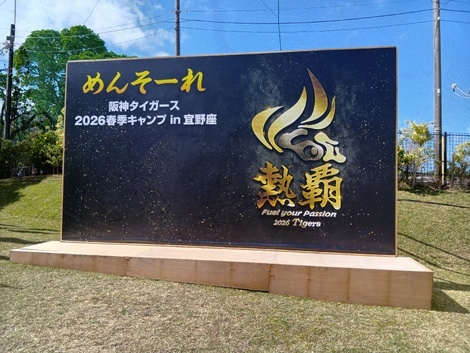 めんそーれ
阪神タイガース
2026春季キャンプ in 宜野座
熱覇
Fuel your Passion
2026 Tigers